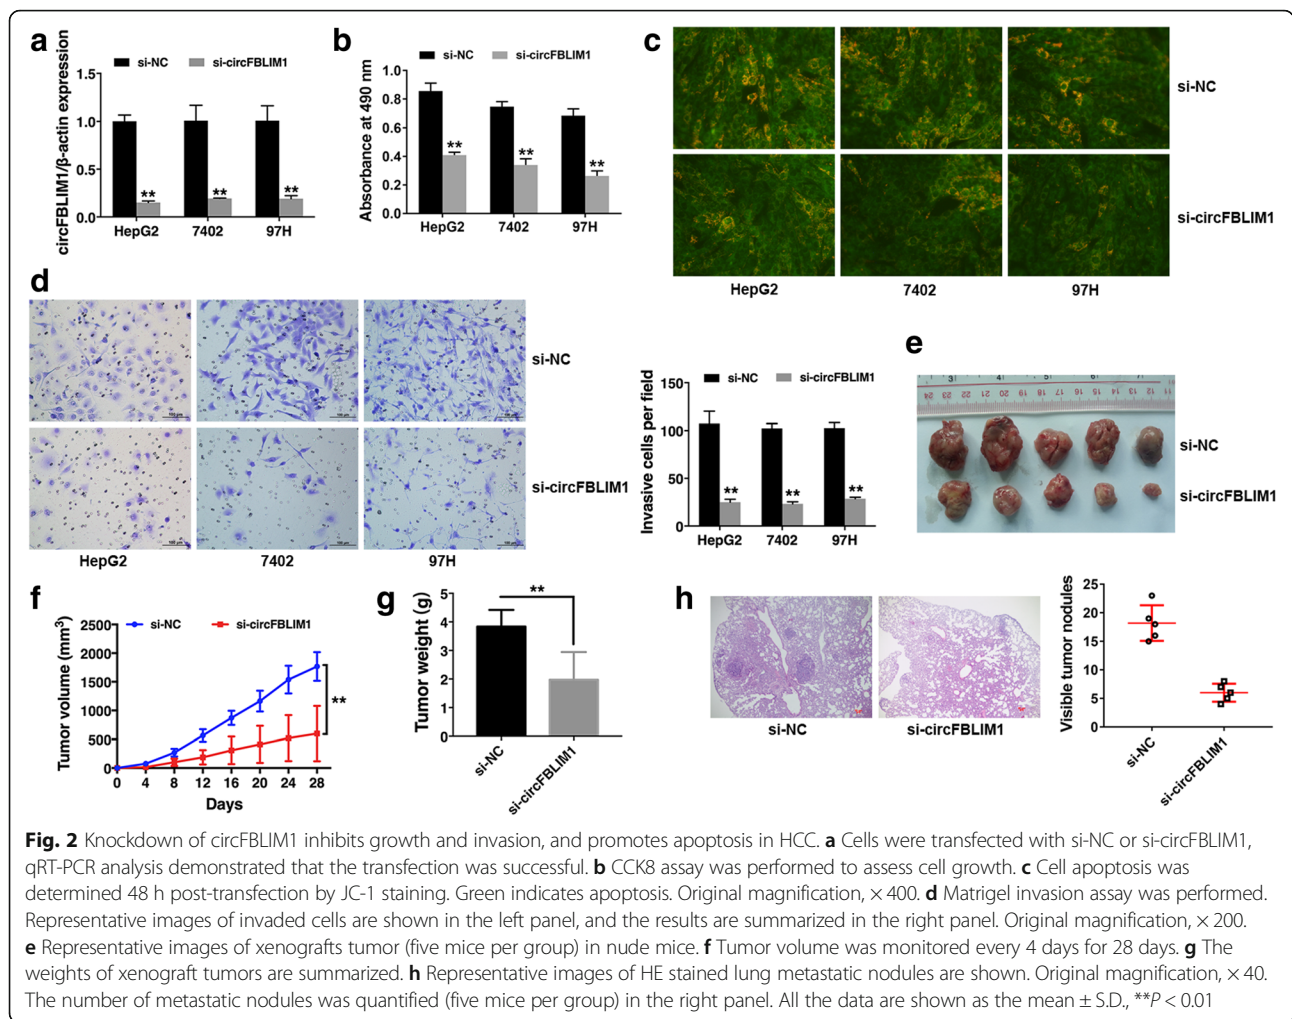 a
si-NC
si-circFBLIM1
circFBLIM1/β-actin expression
1.5
1.0
0.5
0.0
**
**
**
HepG2
7402
97H
b
si-NC
si-circFBLIM1
Absorbance at 490 nm
1.0
0.8
0.6
0.4
0.2
0.0
**
**
**
HepG2
7402
97H
c
si-NC
si-circFBLIM1
HepG2
7402
97H
d
si-NC
si-circFBLIM1
HepG2
7402
97H
si-NC
si-circFBLIM1
Invasive cells per field
150
100
50
0
**
**
**
HepG2
7402
97H
e
si-NC
si-circFBLIM1
f
si-NC
si-circFBLIM1
Tumor volume (mm³)
2500
2000
1500
1000
500
0
**
0 4 8 12 16 20 24 28
Days
g
Tumor weight (g)
5
4
3
2
1
0
**
si-NC
si-circFBLIM1
h
si-NC
si-circFBLIM1
Visible tumor nodules
25
20
15
10
5
0
si-NC
si-circFBLIM1
Fig. 2 Knockdown of circFBLIM1 inhibits growth and invasion, and promotes apoptosis in HCC. a Cells were transfected with si-NC or si-circFBLIM1,
qRT-PCR analysis demonstrated that the transfection was successful. b CCK8 assay was performed to assess cell growth. c Cell apoptosis was
determined 48 h post-transfection by JC-1 staining. Green indicates apoptosis. Original magnification, × 400. d Matrigel invasion assay was performed.
Representative images of invaded cells are shown in the left panel, and the results are summarized in the right panel. Original magnification, × 200.
e Representative images of xenografts tumor (five mice per group) in nude mice. f Tumor volume was monitored every 4 days for 28 days. g The
weights of xenograft tumors are summarized. h Representative images of HE stained lung metastatic nodules are shown. Original magnification, × 40.
The number of metastatic nodules was quantified (five mice per group) in the right panel. All the data are shown as the mean ± S.D., **P < 0.01